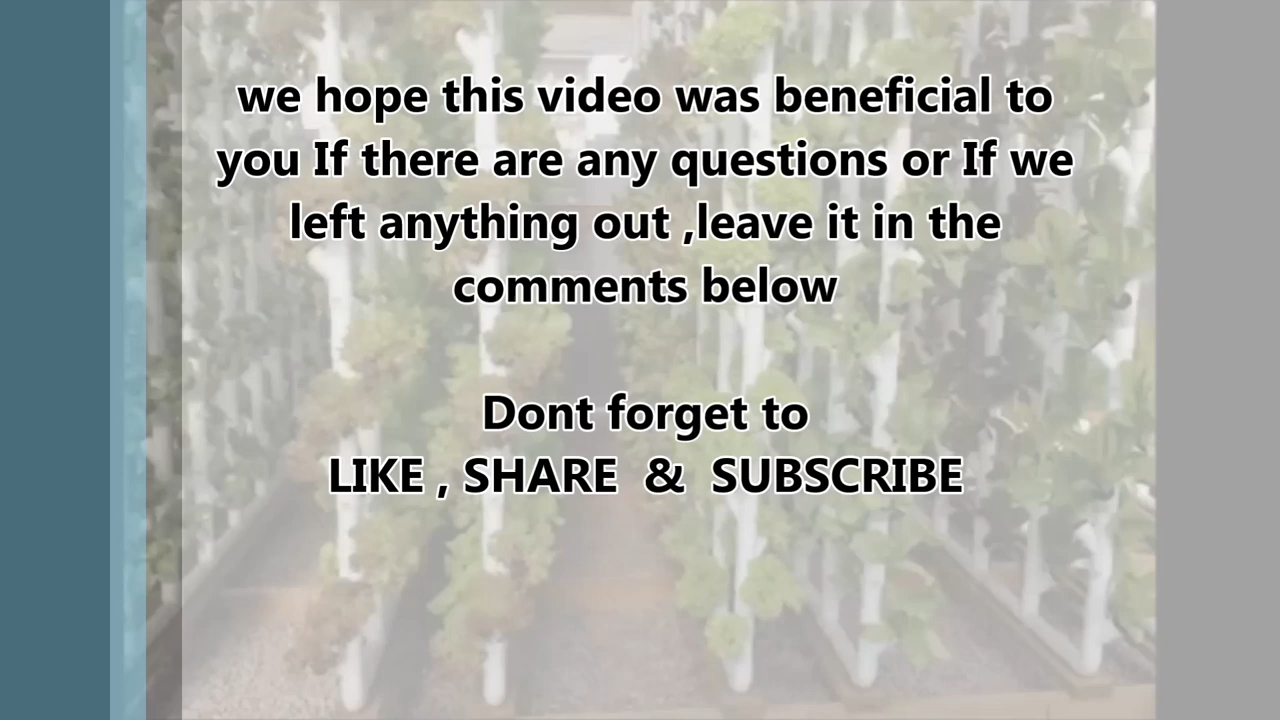 we hope this video was beneficial to
you If there are any questions or If we
left anything out ,leave it in the
comments below
Dont forget to
LIKE , SHARE & SUBSCRIBE